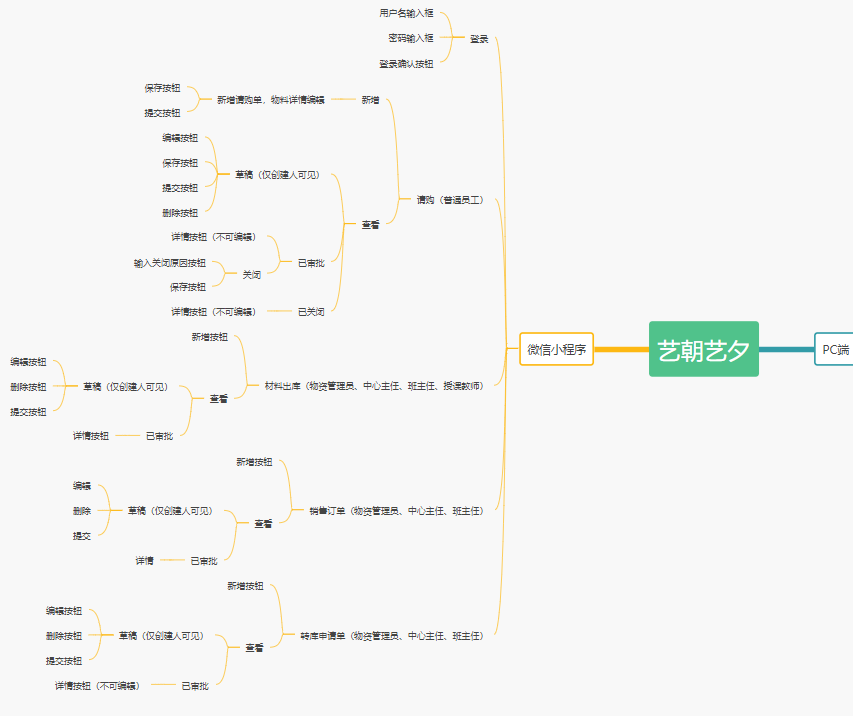 用户名输入框
密码输入框
登录
登录确认按钮
保存按钮
新增请购单，物料详情编辑
新增
提交按钮
编辑按钮
保存按钮
草稿（仅创建人可见）
提交按钮
请购（普通员工）
删除按钮
查看
详情按钮（不可编辑）
输入关闭原因按钮
已审批
关闭
保存按钮
详情按钮（不可编辑）
已关闭
新增按钮
微信小程序
艺朝艺夕
PC端
编辑按钮
删除按钮
草稿（仅创建人可见）
材料出库（物资管理员、中心主任、班主任、授课教师）
查看
提交按钮
详情按钮
已审批
新增按钮
编辑
删除
草稿（仅创建人可见）
销售订单（物资管理员、中心主任、班主任）
查看
提交
详情
已审批
新增按钮
编辑按钮
删除按钮
草稿（仅创建人可见）
转库申请单（物资管理员、中心主任、班主任）
查看
提交按钮
详情按钮（不可编辑）
已审批